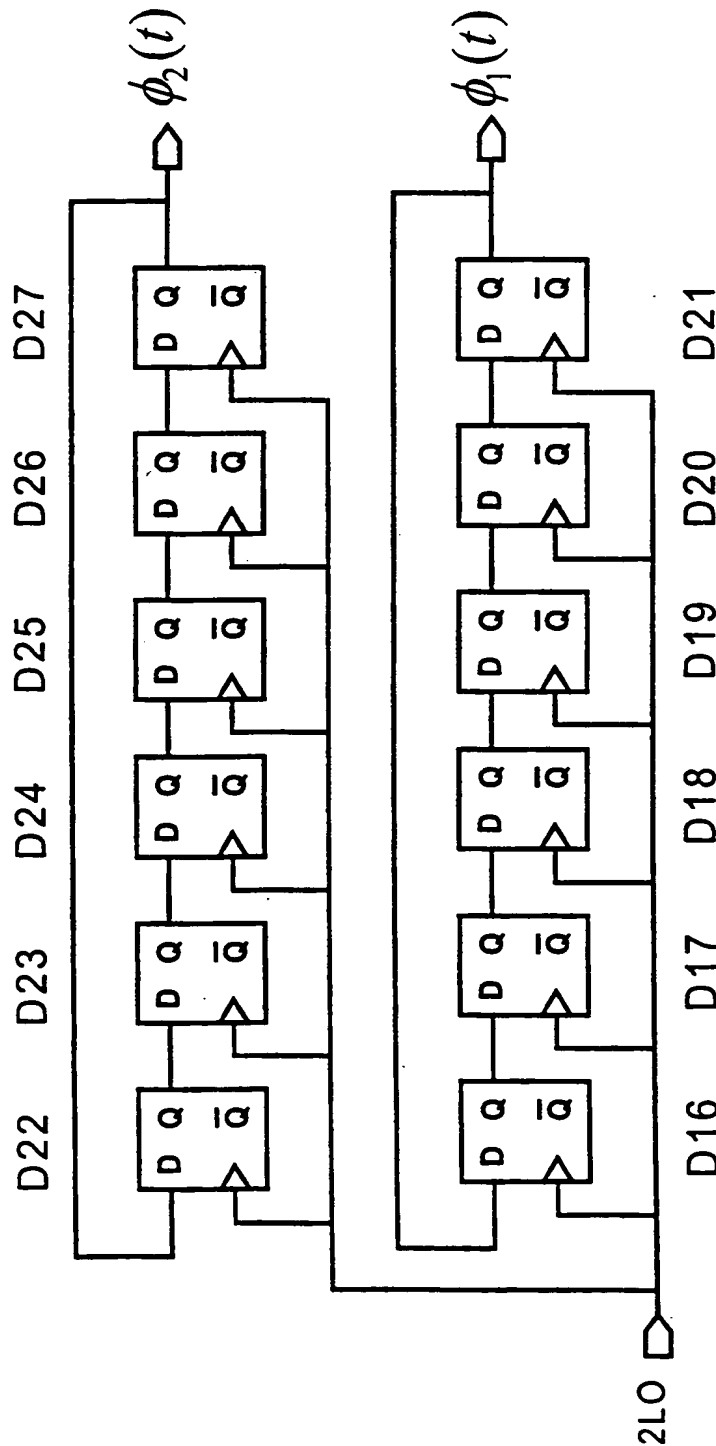 D22 D23 D24 D25 D26 D27
D Q D Q D Q D Q D Q D Q
Q̅ Q̅ Q̅ Q̅ Q̅ Q̅
ϕ₂(t)
D Q D Q D Q D Q D Q D Q
Q̅ Q̅ Q̅ Q̅ Q̅ Q̅
ϕ₁(t)
2LO
D16 D17 D18 D19 D20 D21